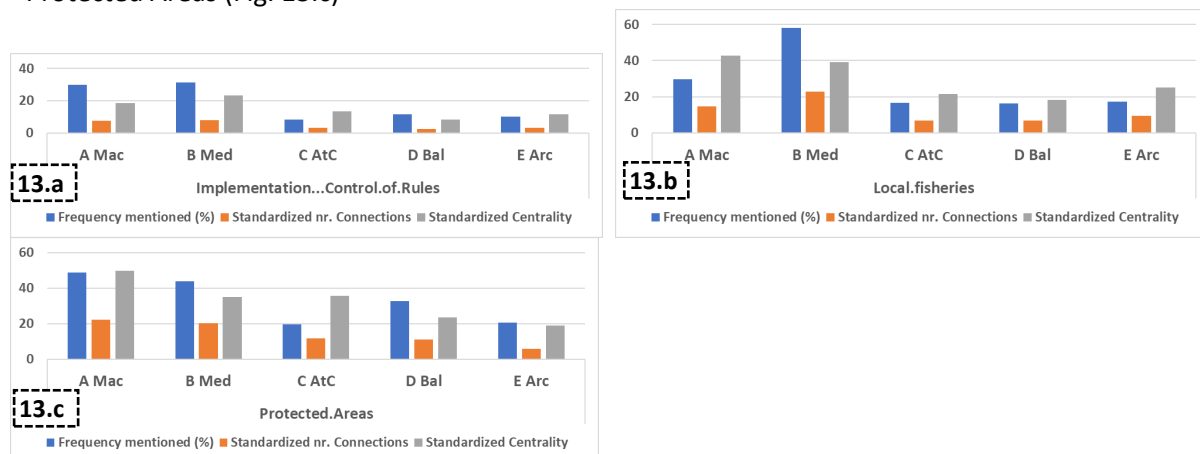 Protected Areas (Fig. 13.c)
40
20
0
A Mac B Med C AtC D Bal E Arc
13.a
Implementation...Control.of.Rules
Frequency mentioned (%) Standardized nr. Connections Standardized Centrality
60
40
20
0
A Mac B Med C AtC D Bal E Arc
13.b
Local.fisheries
Frequency mentioned (%) Standardized nr. Connections Standardized Centrality
60
40
20
0
A Mac B Med C AtC D Bal E Arc
13.c
Protected.Areas
Frequency mentioned (%) Standardized nr. Connections Standardized Centrality